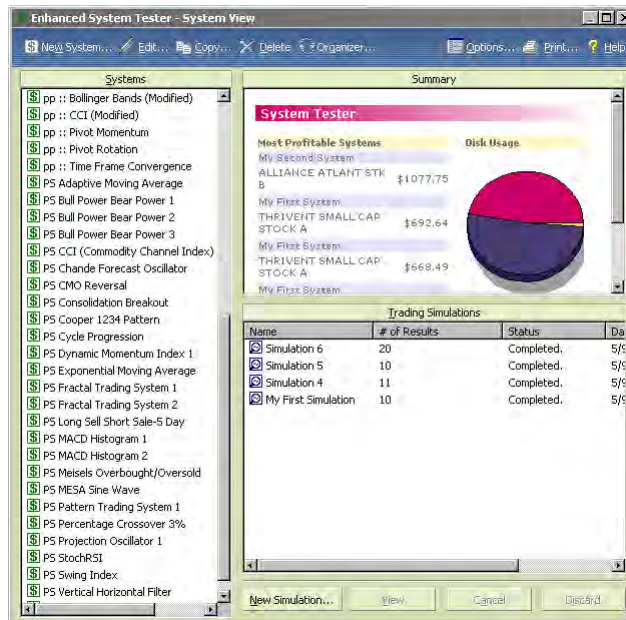 Enhanced System Tester - System View
New System... Edit... Copy... Delete Organizer... Options... Print... Help
Systems
pp :: Bollinger Bands (Modified)
pp :: CCI (Modified)
pp :: Pivot Momentum
pp :: Pivot Rotation
pp :: Time Frame Convergence
PS Adaptive Moving Average
PS Bull Power Bear Power 1
PS Bull Power Bear Power 2
PS Bull Power Bear Power 3
PS CCI (Commodity Channel Index)
PS Chande Forecast Oscillator
PS CMO Reversal
PS Consolidation Breakout
PS Cooper 1234 Pattern
PS Cycle Progression
PS Dynamic Momentum Index 1
PS Exponential Moving Average
PS Fractal Trading System 1
PS Fractal Trading System 2
PS Long Sell Short Sale-5 Day
PS MACD Histogram 1
PS MACD Histogram 2
PS Meisels Overbought/Oversold
PS MESA Sine Wave
PS Pattern Trading System 1
PS Percentage Crossover 3%
PS Projection Oscillator 1
PS StochRSI
PS Swing Index
PS Vertical Horizontal Filter
Summary
System Tester
Most Profitable Systems
Disk Usage
My Second System
ALLIANCE ATLANT STK B $1077.75
My First System
THRIVENT SMALL CAP STOCK A $692.64
My First System
THRIVENT SMALL CAP STOCK A $668.49
My First System
Trading Simulations
Name # of Results Status Da
Simulation 6 20 Completed. 5/9
Simulation 5 10 Completed. 5/9
Simulation 4 11 Completed. 5/9
My First Simulation 10 Completed. 5/9
New Simulation... View Cancel Discard